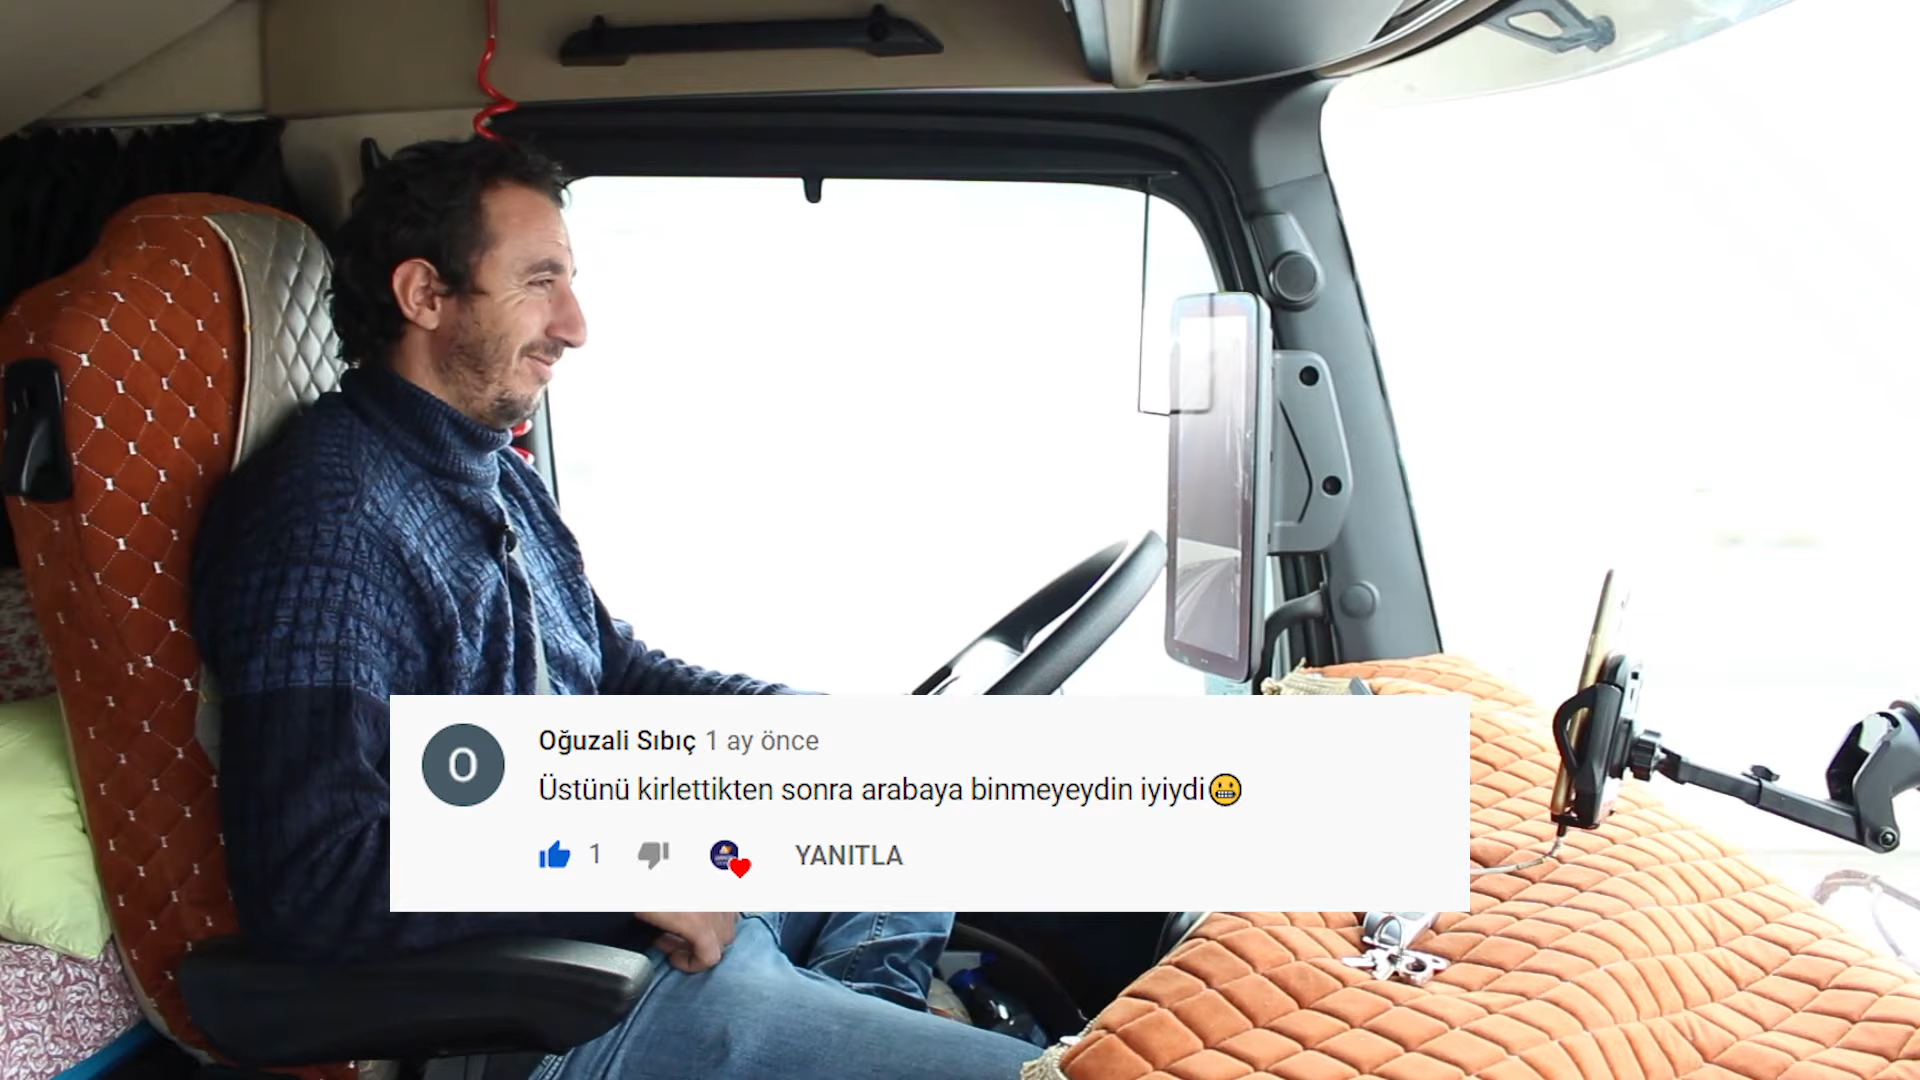 O
Oğuzali Sıbıç 1 ay önce
Üstünü kirlettikten sonra arabaya binmeyeydin iyiydi😬
1
YANITLA